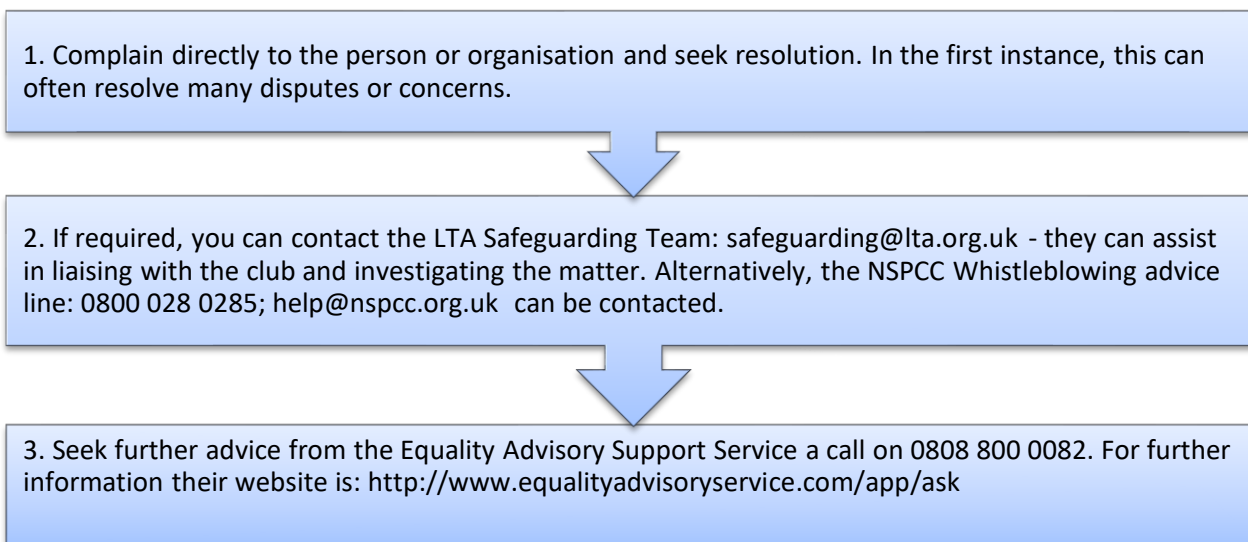 1. Complain directly to the person or organisation and seek resolution. In the first instance, this can
often resolve many disputes or concerns.
2. If required, you can contact the LTA Safeguarding Team: safeguarding@lta.org.uk - they can assist
in liaising with the club and investigating the matter. Alternatively, the NSPCC Whistleblowing advice
line: 0800 028 0285; help@nspcc.org.uk  can be contacted.
3. Seek further advice from the Equality Advisory Support Service a call on 0808 800 0082. For further
information their website is: http://www.equalityadvisoryservice.com/app/ask